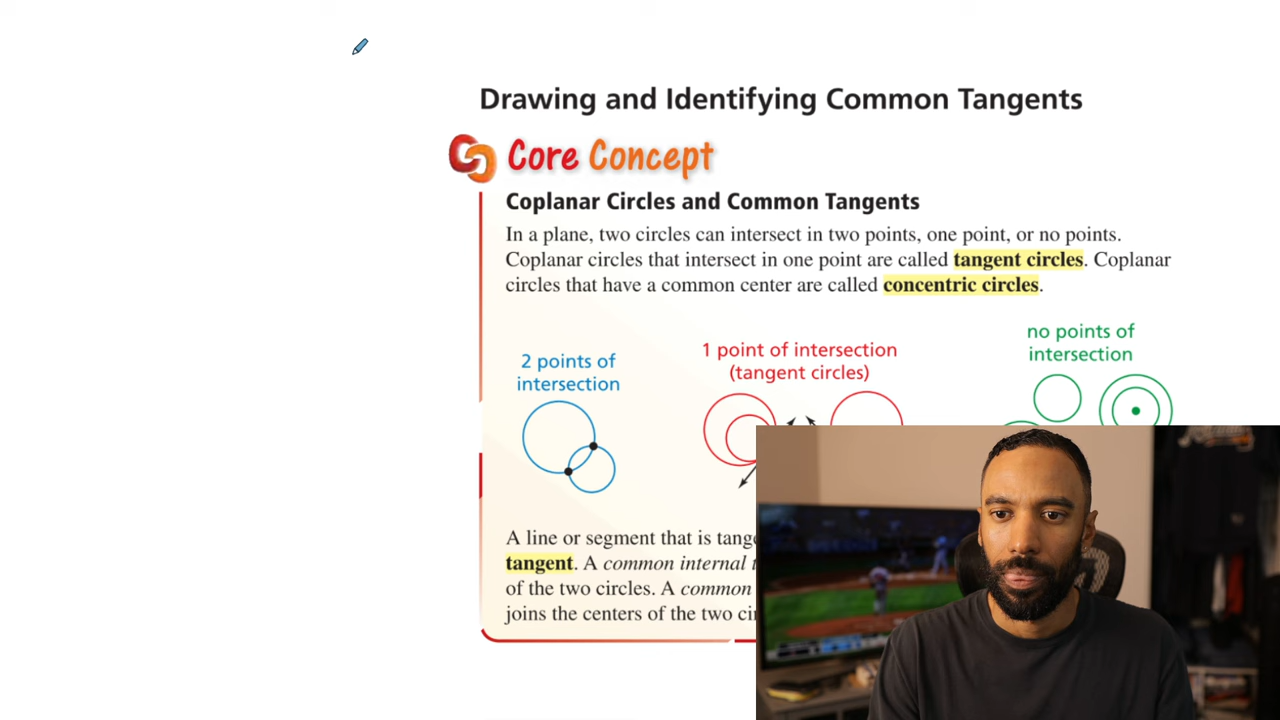 Drawing and Identifying Common Tangents
Core Concept
Coplanar Circles and Common Tangents
In a plane, two circles can intersect in two points, one point, or no points.
Coplanar circles that intersect in one point are called tangent circles. Coplanar
circles that have a common center are called concentric circles.
2 points of
intersection
1 point of intersection
(tangent circles)
no points of
intersection
A line or segment that is
tangent. A common internal
of the two circles. A common
joins the centers of the two